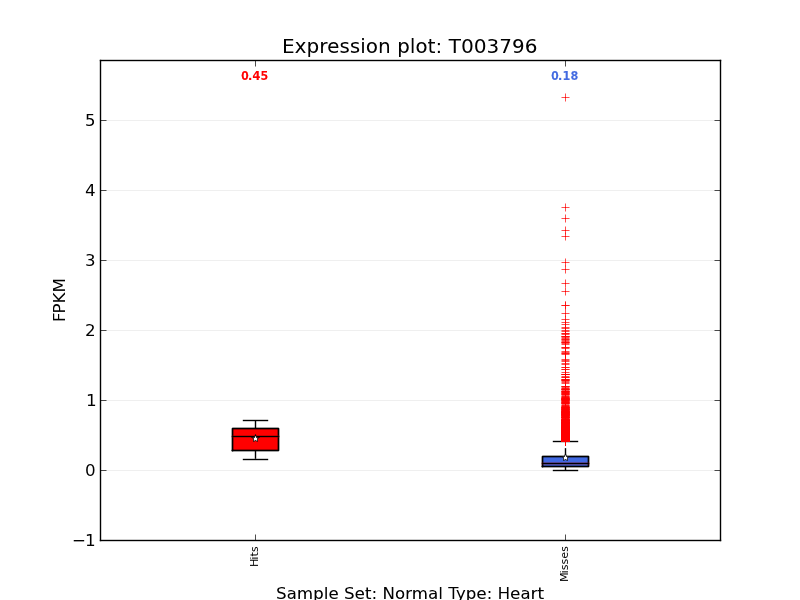 Expression plot: T003796
0.45
0.18
5
4
3
2
1
0
−1
FPKM
Hits
Misses
Sample Set: Normal Type: Heart